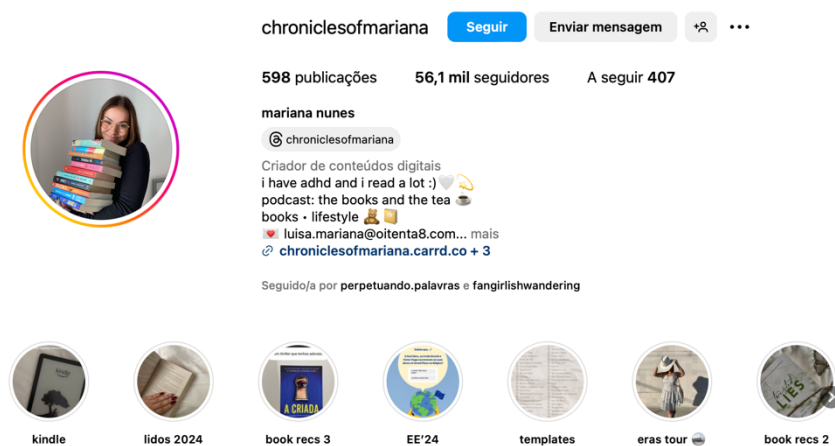 chroniclesofmariana Seguir Enviar mensagem
598 publicações 56,1 mil seguidores A seguir 407
mariana nunes
chroniclesofmariana
Criador de conteúdos digitais
i have adhd and i read a lot :)🤍💫
podcast: the books and the tea ☕
books • lifestyle 🧸📔
💌 luisa.mariana@oitenta8.com... mais
chroniclesofmariana.carrd.co + 3
Seguido/a por perpetuando.palavras e fangirlishwandering
kindle
A CRIADA
LIES
kindle lidos 2024 book recs 3 EE'24 templates eras tour 🪩 book recs 2